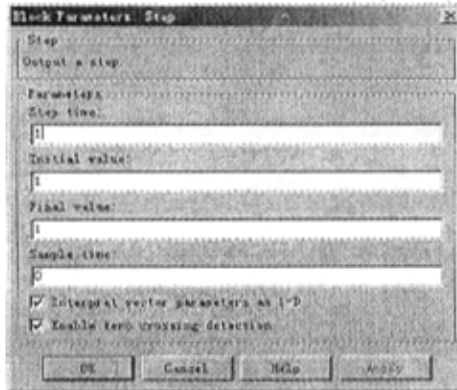 Block Parameters: Step
Step
Output a step.
Parameters
Step time:
1
Initial value:
1
Final value:
1
Sample time:
0
Interpret vector parameters as 1-D
Enable zero crossing detection
OK
Cancel
Help
Apply